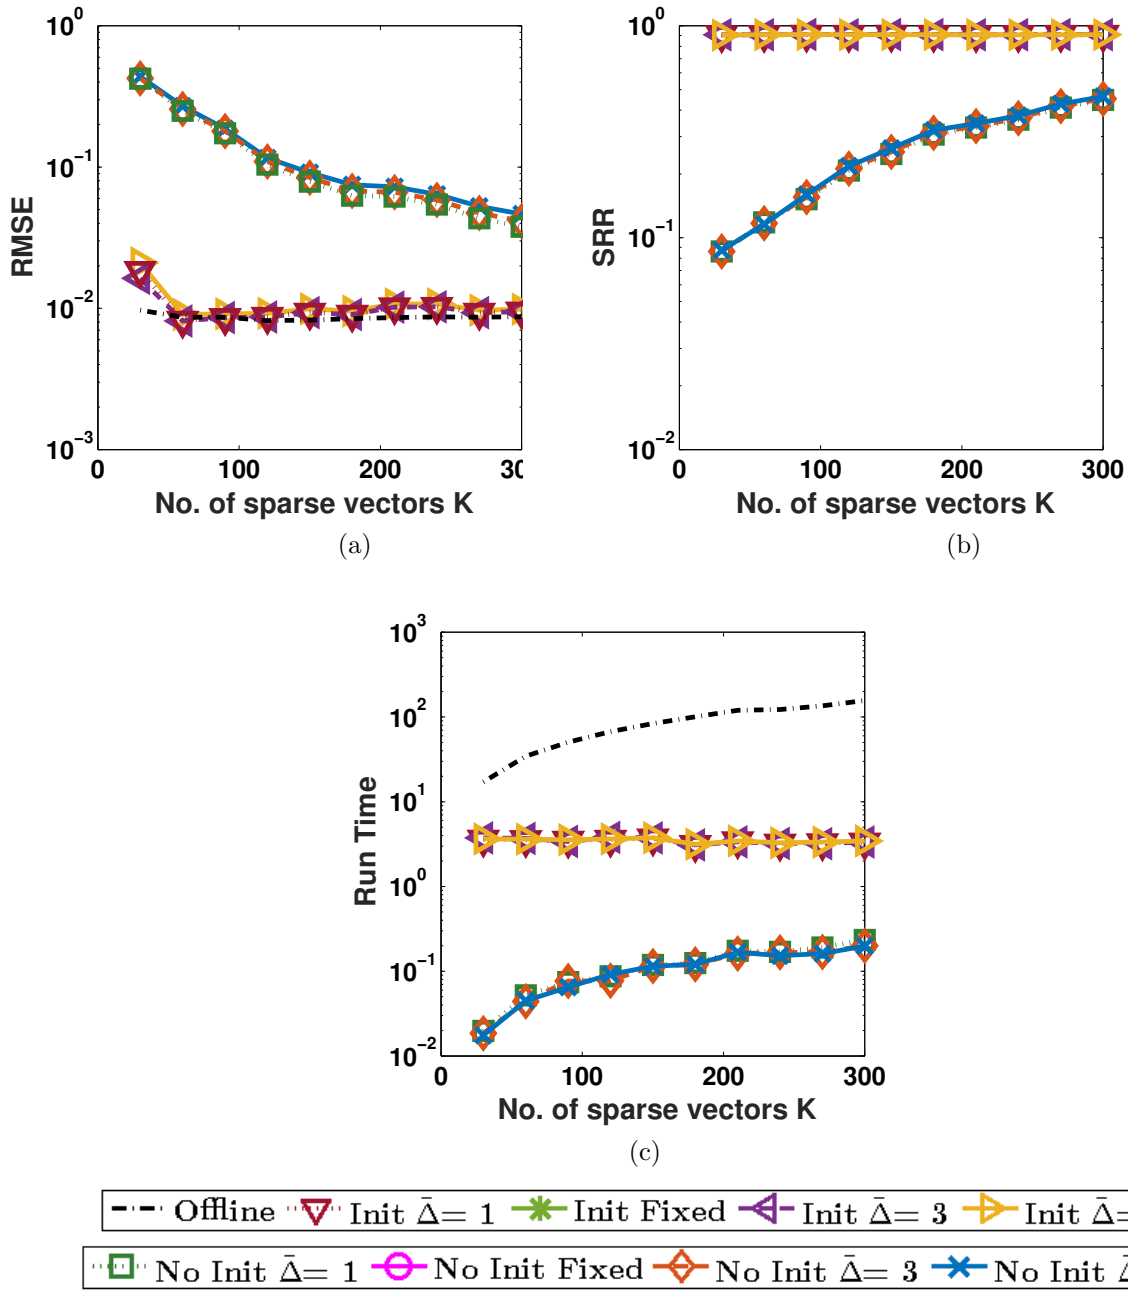 10^0
10^-1
10^-2
10^-3
RMSE
0
100
200
30
No. of sparse vectors K
(a)
10^0
10^-1
10^-2
SRR
0
100
200
300
No. of sparse vectors K
(b)
10^3
10^2
10^1
10^0
10^-1
10^-2
Run Time
0
100
200
300
No. of sparse vectors K
(c)
Offline Init Δ̄= 1 Init Fixed Init Δ̄= 3 Init Δ̄=
No Init Δ̄= 1 No Init Fixed No Init Δ̄= 3 No Init